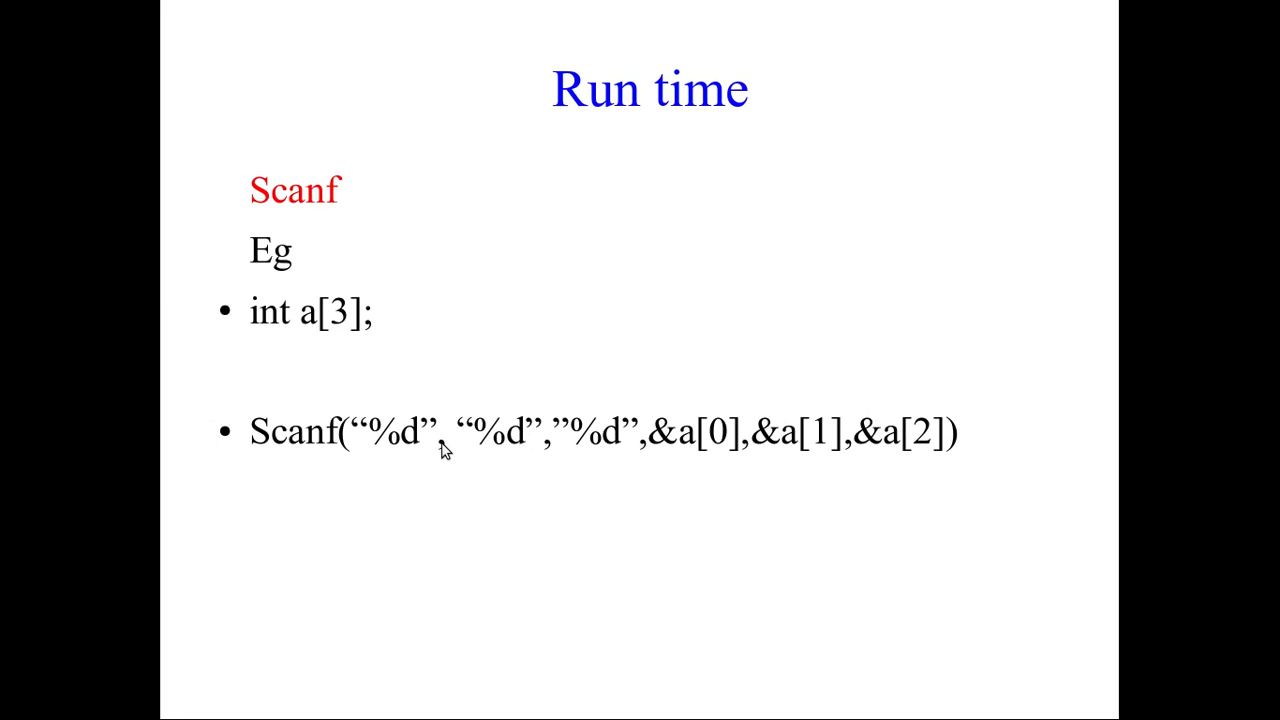 Run time
Scanf
Eg
• int a[3];
• Scanf(“%d”, “%d”,”%d”,&a[0],&a[1],&a[2])